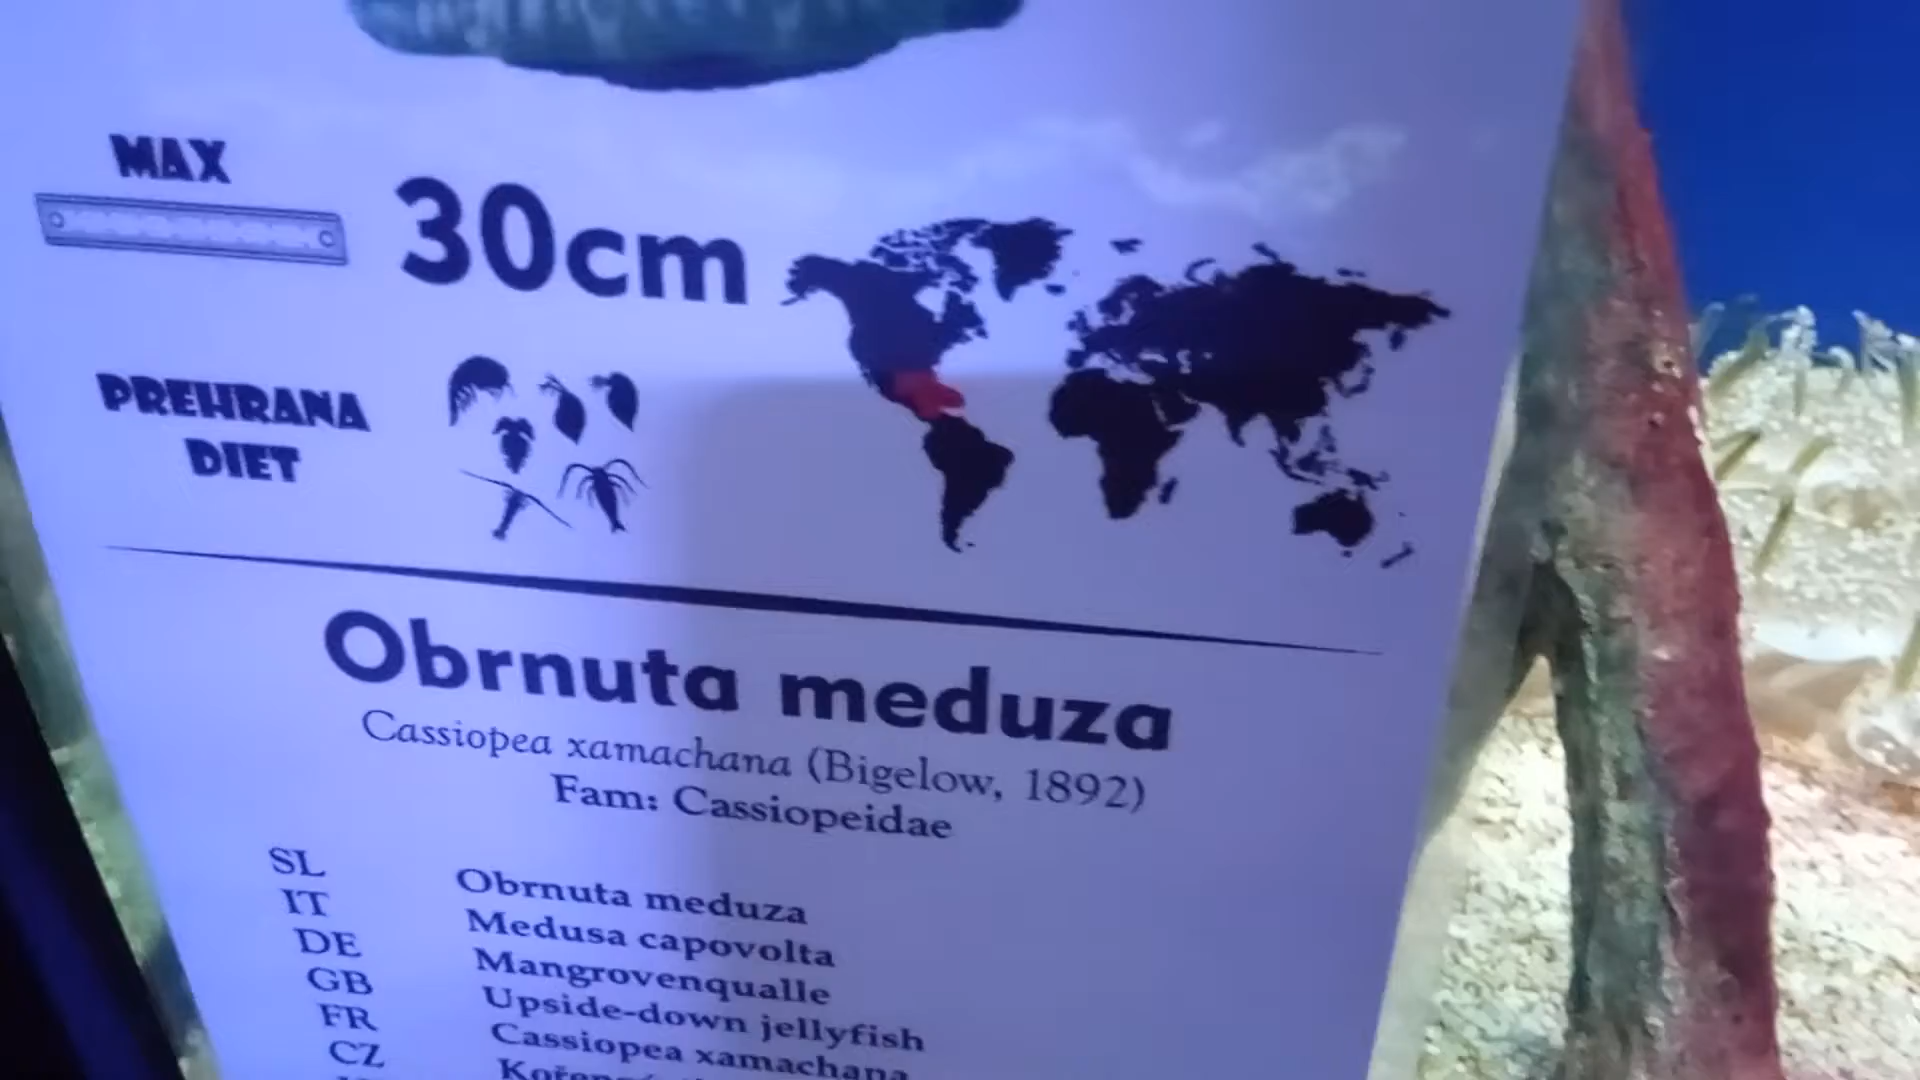 MAX
30cm
PREHRANA
DIET
Obrnuta meduza
Cassiopea xamachana (Bigelow, 1892)
Fam: Cassiopeidae
SL Obrnuta meduza
IT Medusa capovolta
DE Mangrovenqualle
GB Upside-down jellyfish
FR Cassiopea xamachana
CZ